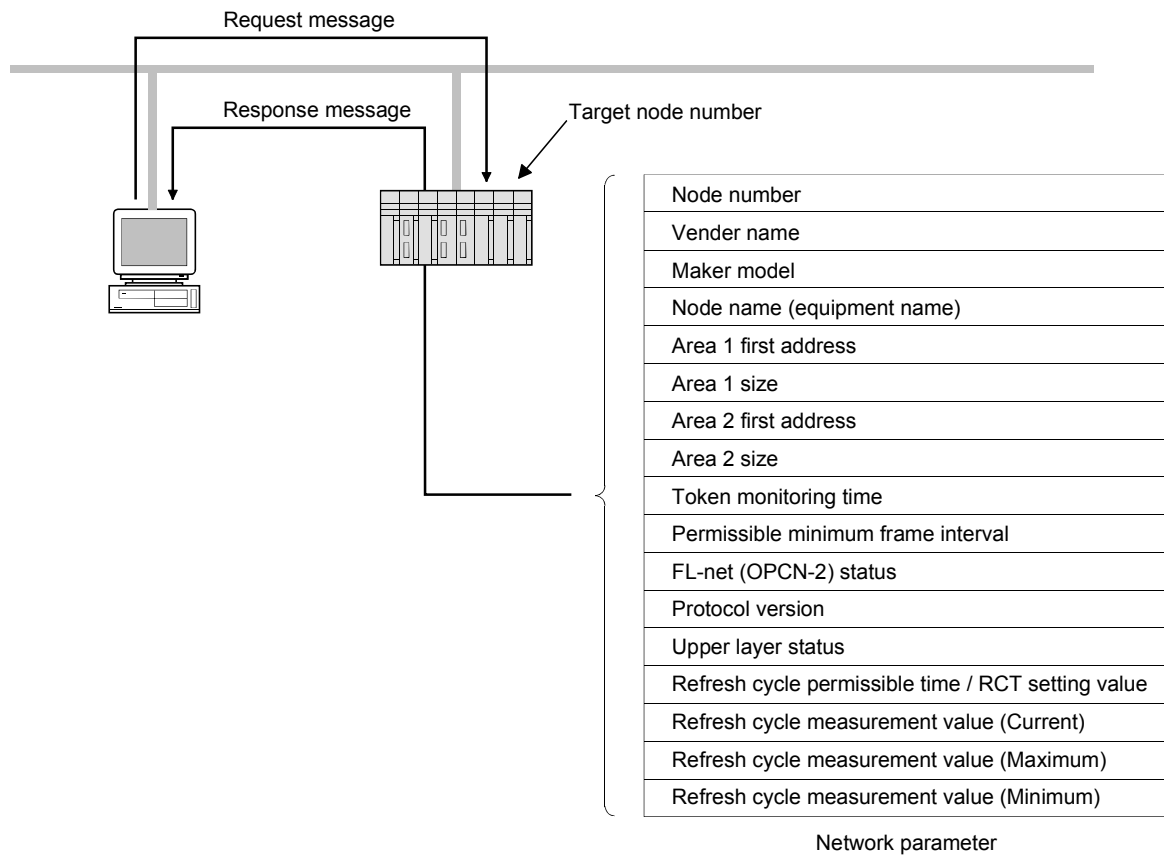 Request message
Response message
Target node number
Node number
Vender name
Maker model
Node name (equipment name)
Area 1 first address
Area 1 size
Area 2 first address
Area 2 size
Token monitoring time
Permissible minimum frame interval
FL-net (OPCN-2) status
Protocol version
Upper layer status
Refresh cycle permissible time / RCT setting value
Refresh cycle measurement value (Current)
Refresh cycle measurement value (Maximum)
Refresh cycle measurement value (Minimum)
Network parameter